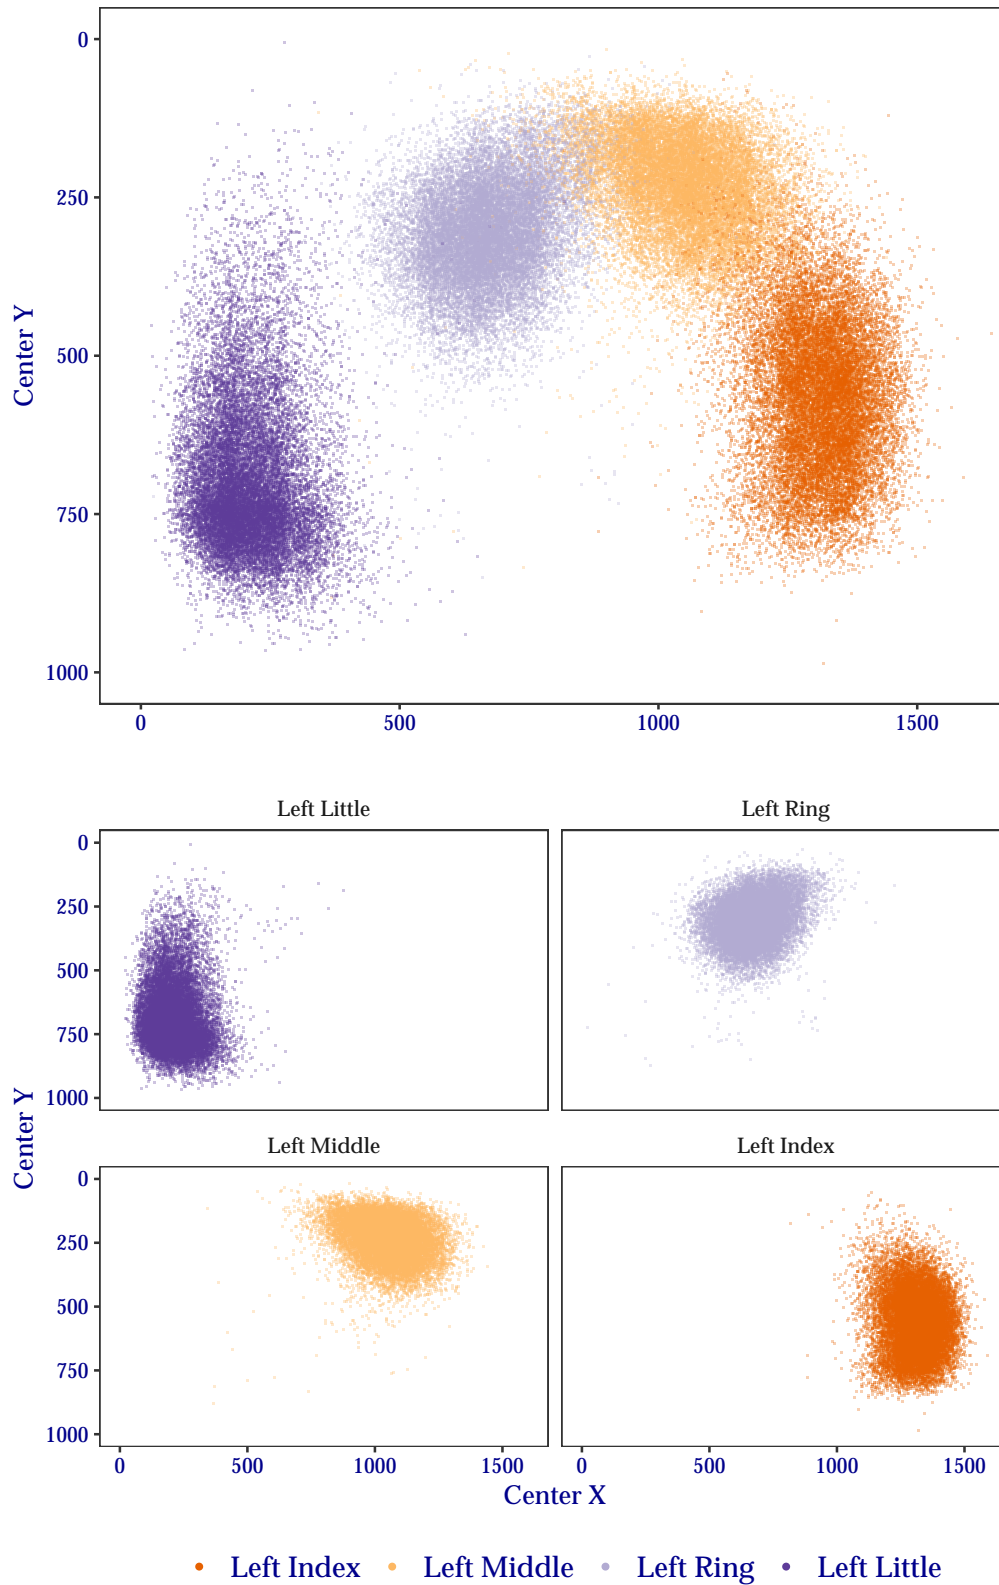 0
250
500
750
1000
Center Y
0 500 1000 1500
Left Little Left Ring
0
250
500
750
1000
Center Y
Left Middle Left Index
0
250
500
750
1000
0 500 1000 1500 0 500 1000 1500
Center X
Left Index Left Middle Left Ring Left Little